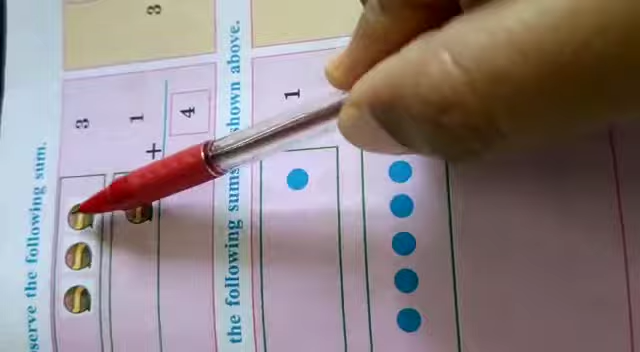 serve the following sum.
3
1
+
4
3
the following sums
shown above.
1